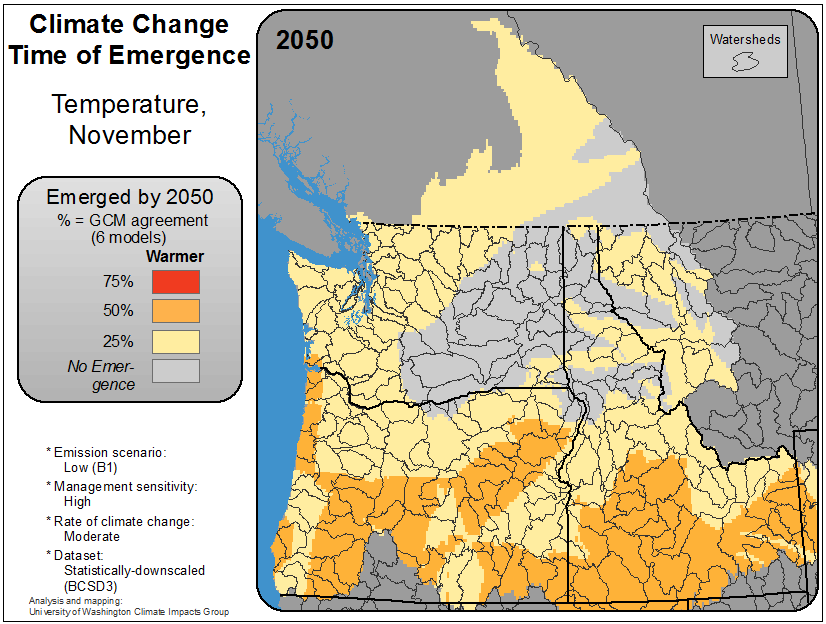 Climate Change
Time of Emergence
Temperature,
November
Emerged by 2050
% = GCM agreement
(6 models)
Warmer
75%
50%
25%
No Emer-
gence
* Emission scenario:
Low (B1)
* Management sensitivity:
High
* Rate of climate change:
Moderate
* Dataset:
Statistically-downscaled
(BCSD3)
Analysis and mapping:
University of Washington Climate Impacts Group
2050
Watersheds